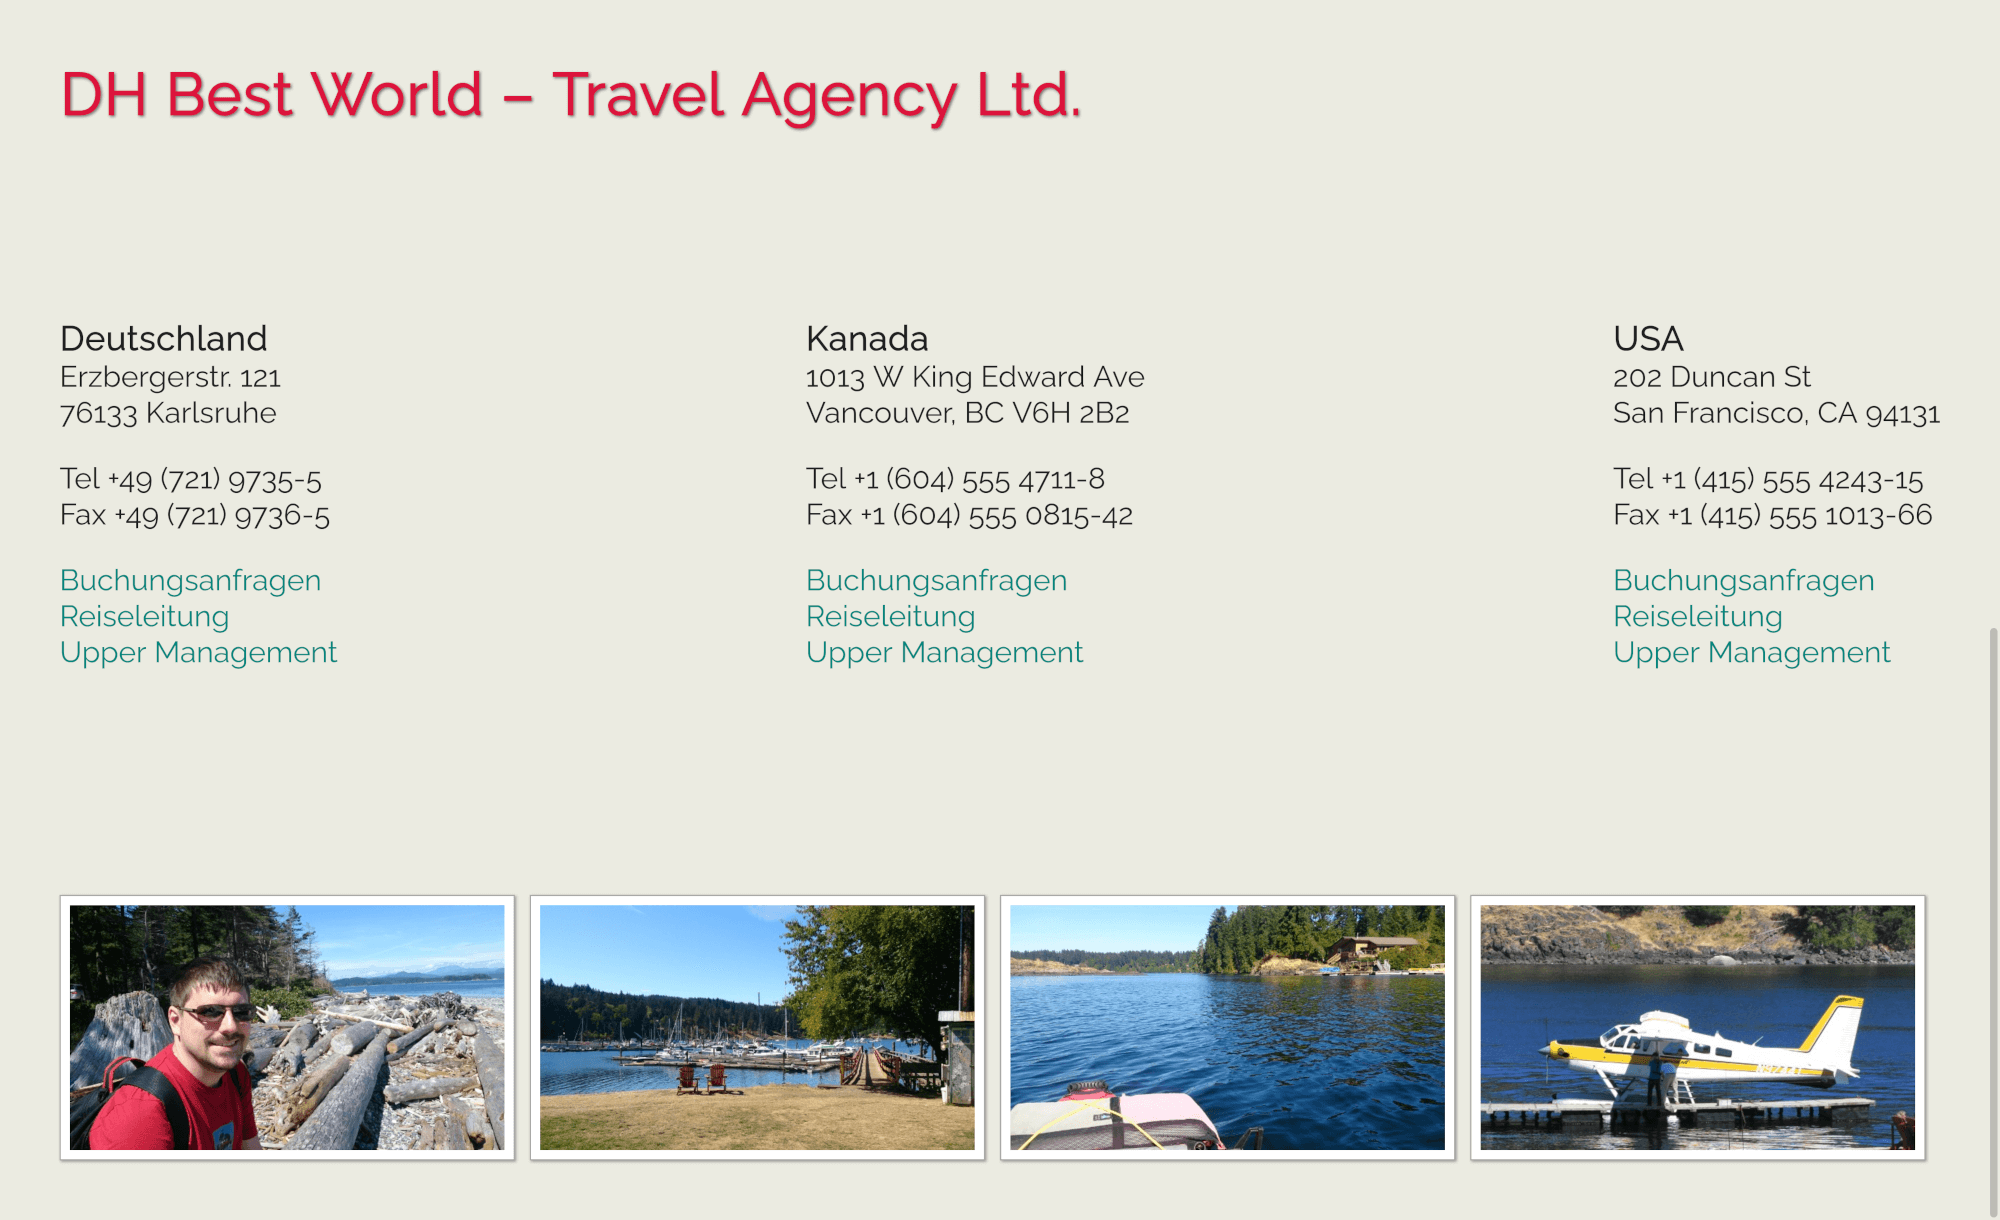 DH Best World – Travel Agency Ltd.
Deutschland
Erzbergerstr. 121
76133 Karlsruhe
Tel +49 (721) 9735-5
Fax +49 (721) 9736-5
Buchungsanfragen
Reiseleitung
Upper Management
Kanada
1013 W King Edward Ave
Vancouver, BC V6H 2B2
Tel +1 (604) 555 4711-8
Fax +1 (604) 555 0815-42
Buchungsanfragen
Reiseleitung
Upper Management
USA
202 Duncan St
San Francisco, CA 94131
Tel +1 (415) 555 4243-15
Fax +1 (415) 555 1013-66
Buchungsanfragen
Reiseleitung
Upper Management